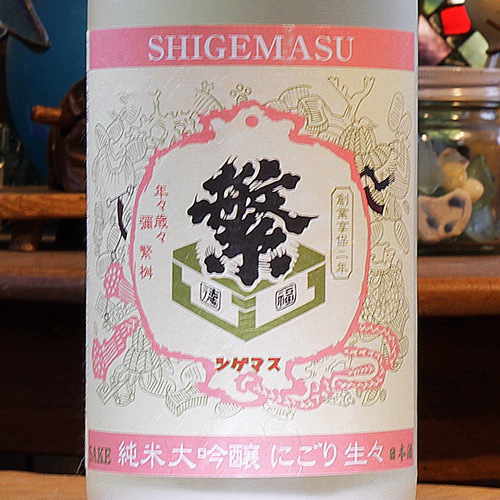 SHIGEMASU
年々歳々
彌繁桝
繁
創業享保二年
福
シゲマス
SAKE 純米大吟醸 にごり 生々 日本酒